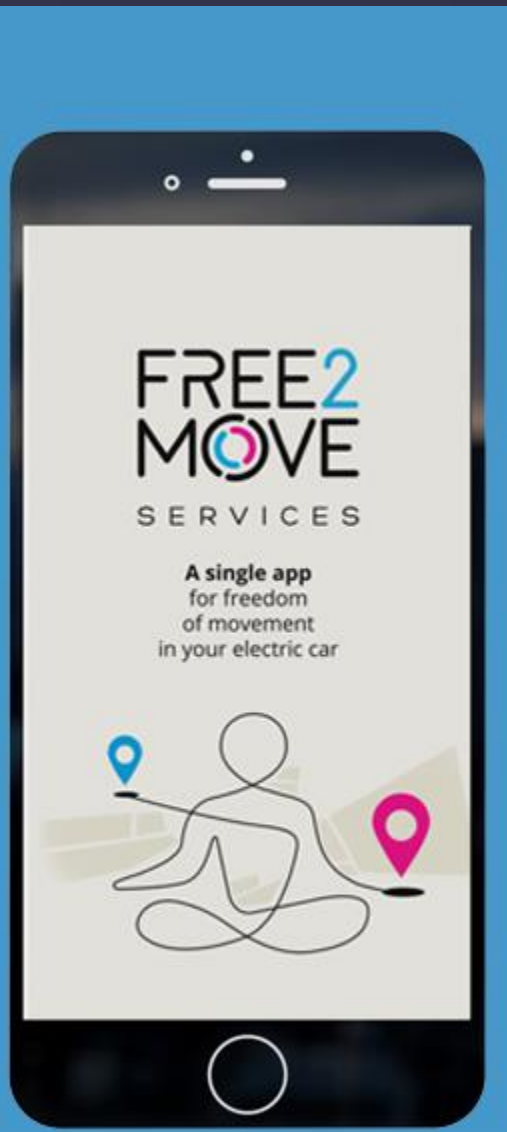 FREE2
MOVE
SERVICES
A single app
for freedom
of movement
in your electric car